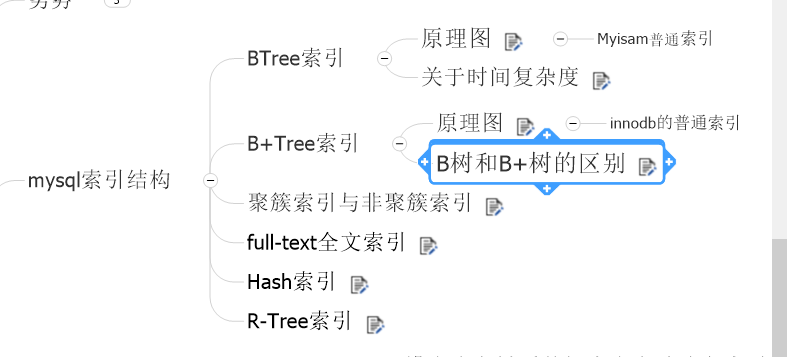 劣势
mysql索引结构
BTree索引
原理图
Myisam普通索引
关于时间复杂度
B+Tree索引
原理图
innodb的普通索引
B树和B+树的区别
聚簇索引与非聚簇索引
full-text全文索引
Hash索引
R-Tree索引